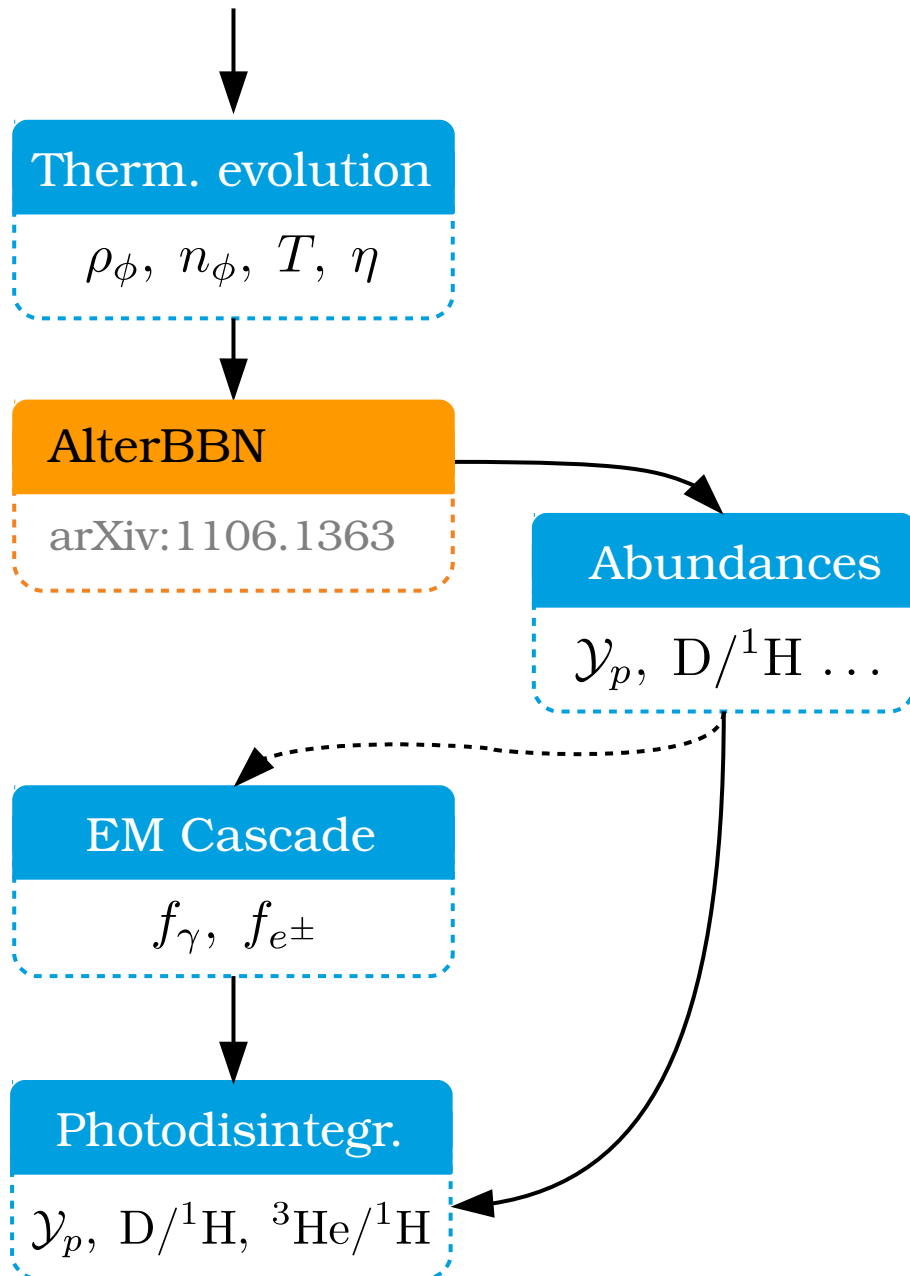 Therm. evolution
ρ_ϕ, n_ϕ, T, η
AlterBBN
arXiv:1106.1363
Abundances
𝒴_p, D/¹H …
EM Cascade
f_γ, f_{e^±}
Photodisintegr.
𝒴_p, D/¹H, ³He/¹H